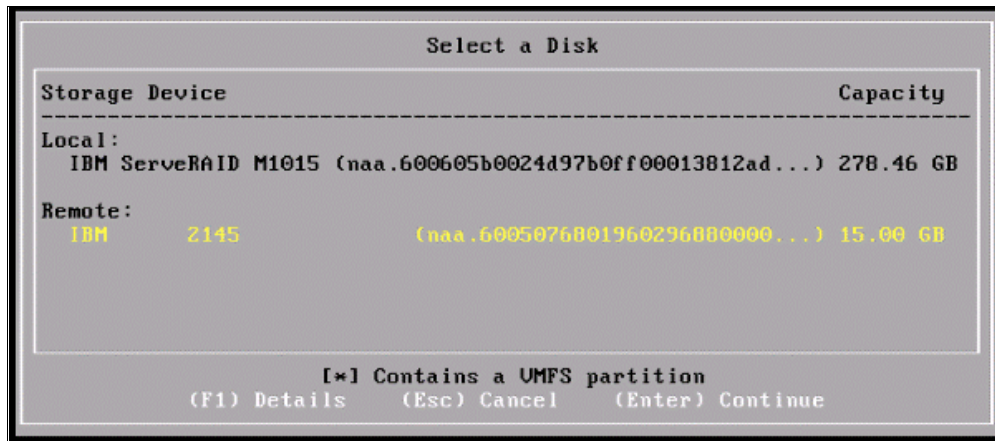 Select a Disk
Storage Device Capacity
Local:
IBM ServeRAID M1015 (naa.600605b0024d97b0ff00013812ad...) 278.46 GB
Remote:
IBM 2145 (naa.6005076801960296880000...) 15.00 GB
[*] Contains a VMFS partition
(F1) Details (Esc) Cancel (Enter) Continue